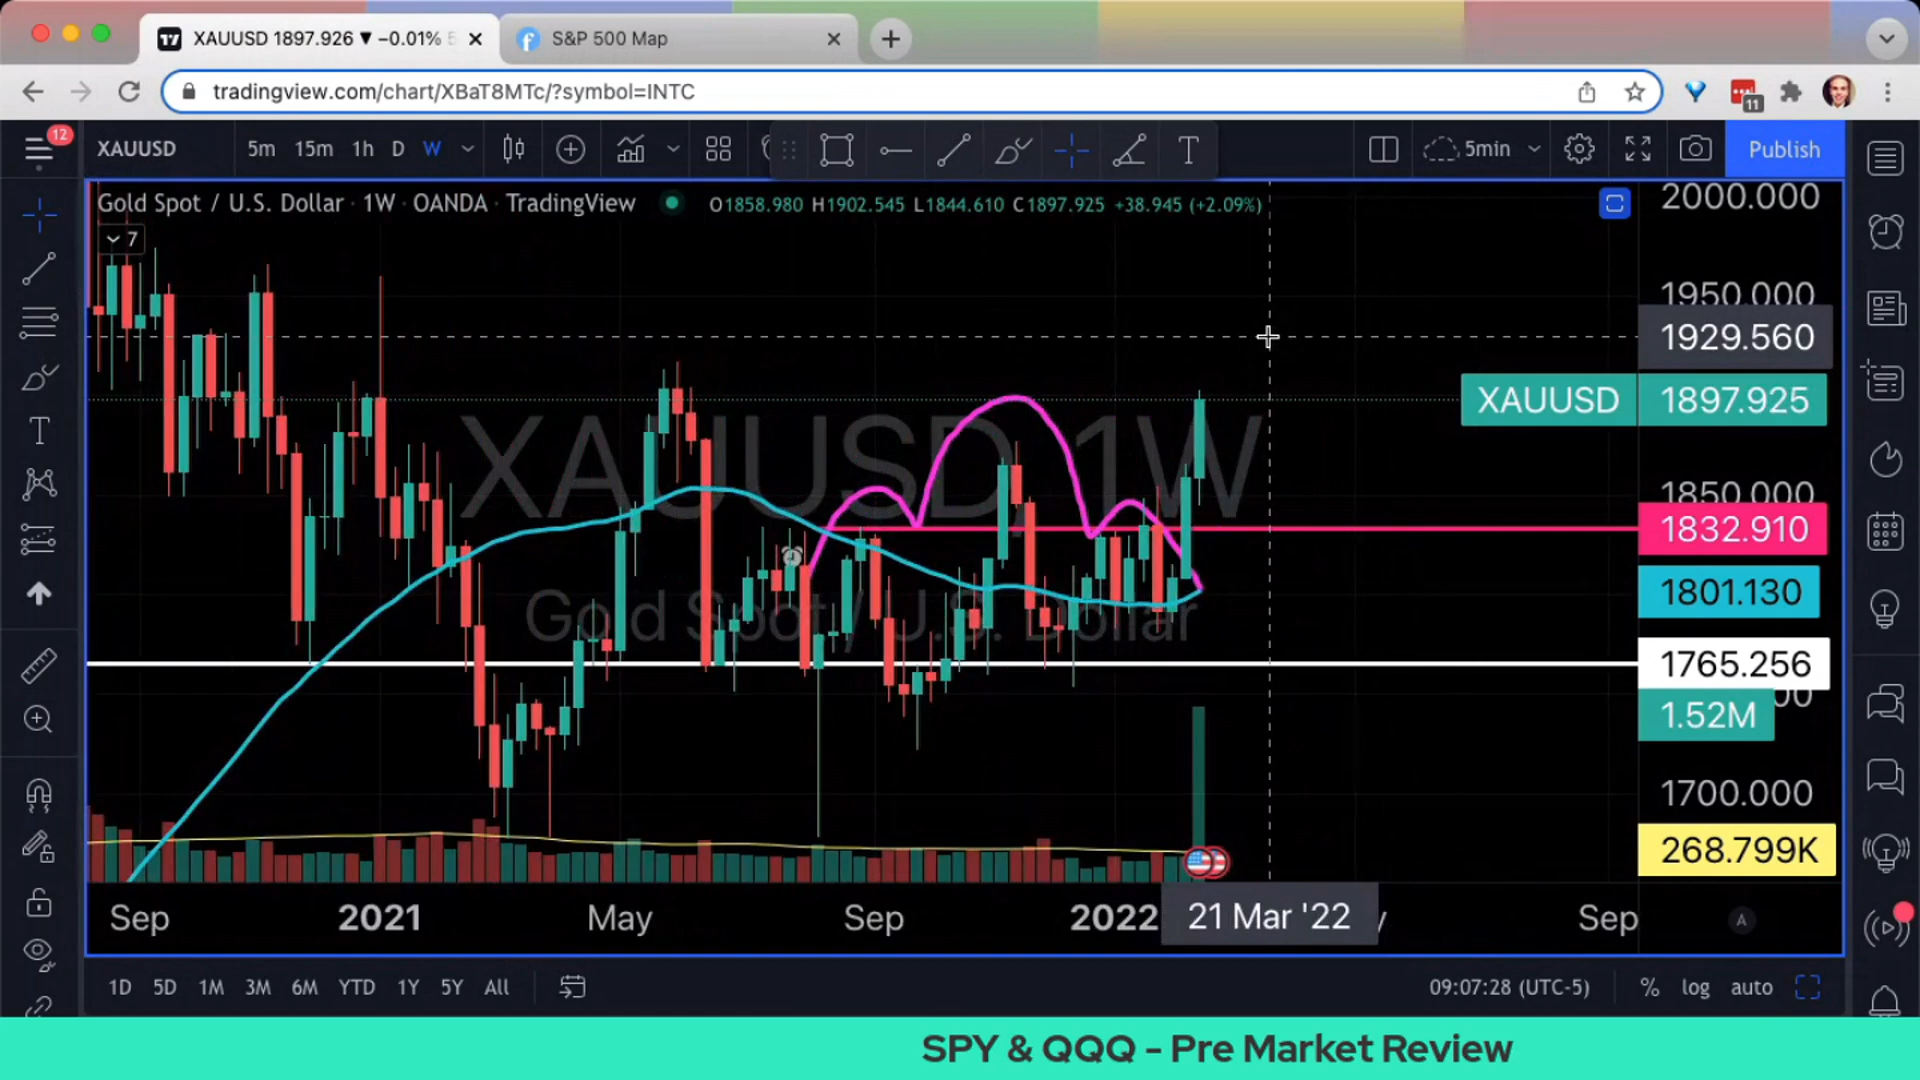 XAUUSD 1897.926 ▼ −0.01%
S&P 500 Map
tradingview.com/chart/XBaT8MTc/?symbol=INTC
11
12
XAUUSD 5m 15m 1h D W
T
5min
Publish
Gold Spot / U.S. Dollar · 1W · OANDA · TradingView O1858.980 H1902.545 L1844.610 C1897.925 +38.945 (+2.09%)
7
T
XAUUSD, 1W
Gold Spot / U.S. Dollar
2000.000
1950.000
1929.560
XAUUSD 1897.925
1850.000
1832.910
1801.130
1765.256
1.52M
1700.000
268.799K
Sep 2021 May Sep 2022 21 Mar '22 Sep
A
1D 5D 1M 3M 6M YTD 1Y 5Y All
09:07:28 (UTC-5) % log auto
SPY & QQQ - Pre Market Review